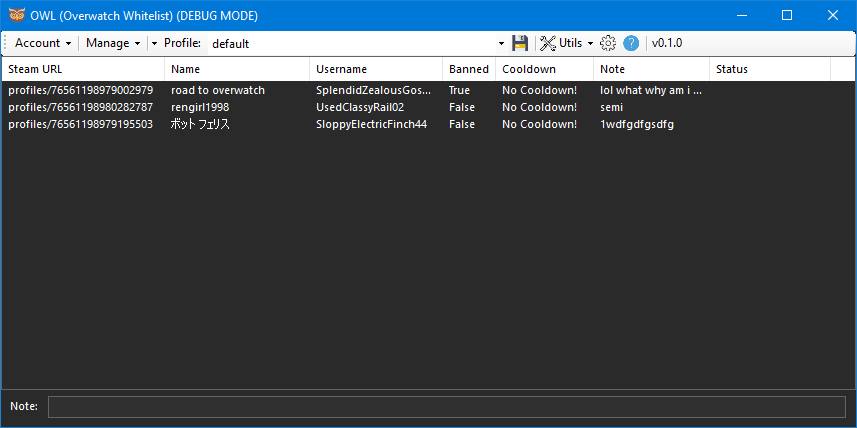 OWL (Overwatch Whitelist) (DEBUG MODE)
Account Manage Profile: default Utils ? v0.1.0
Steam URL Name Username Banned Cooldown Note Status
profiles/76561198979002979 road to overwatch SplendidZealousGos... True No Cooldown! lol what why am i ...
profiles/76561198980282787 rengirl1998 UsedClassyRail02 False No Cooldown! semi
profiles/76561198979195503 ボット フェリス SloppyElectricFinch44 False No Cooldown! 1wdfgdfgsdfg
Note: